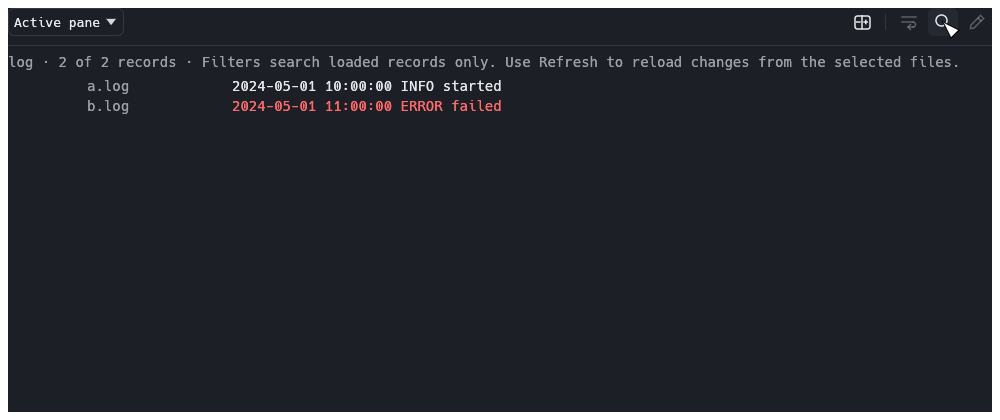 Active pane
log · 2 of 2 records · Filters search loaded records only. Use Refresh to reload changes from the selected files.
a.log 2024-05-01 10:00:00 INFO started
b.log 2024-05-01 11:00:00 ERROR failed